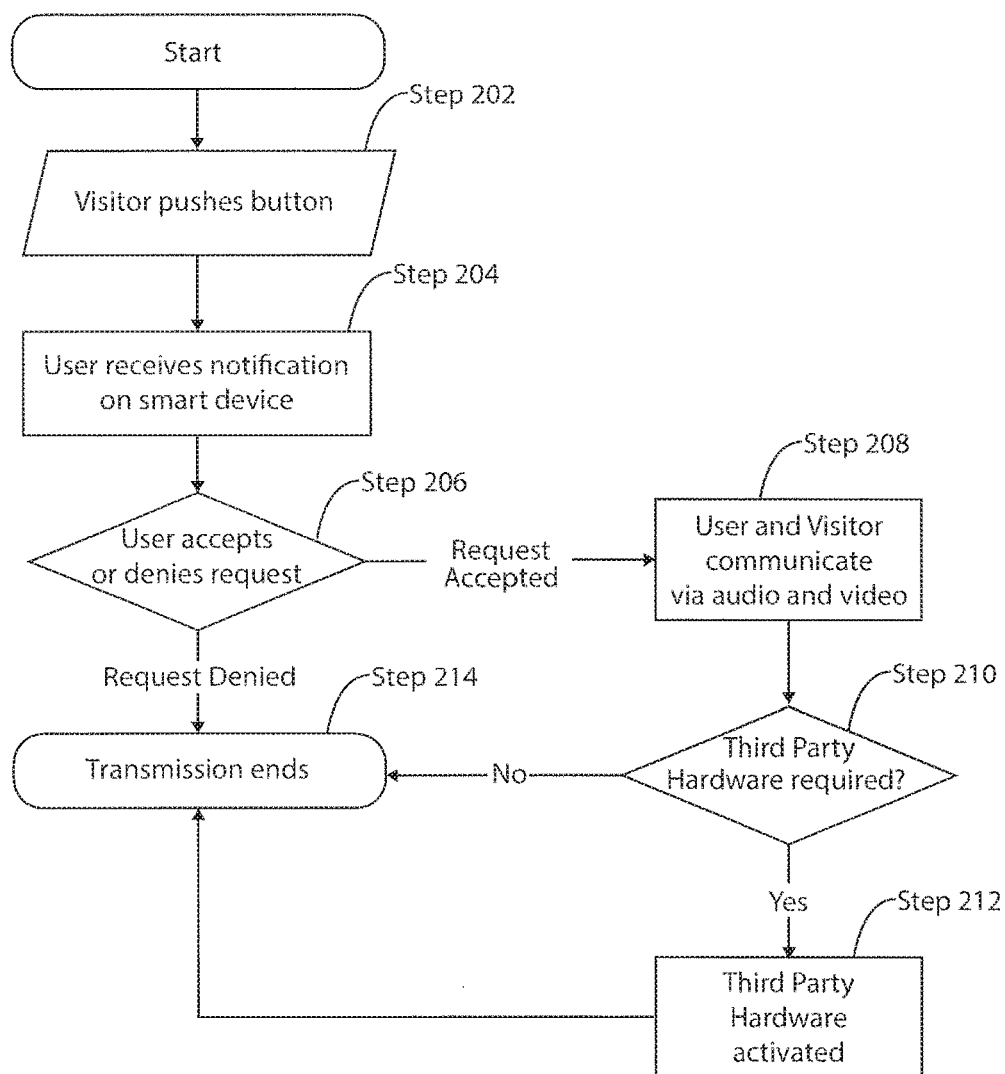 Start
Step 202
Visitor pushes button
Step 204
User receives notification
on smart device
Step 206
User accepts
or denies request
Request
Accepted
Step 208
User and Visitor
communicate
via audio and video
Request Denied
Step 214
Transmission ends
Step 210
Third Party
Hardware required?
No
Yes
Step 212
Third Party
Hardware
activated